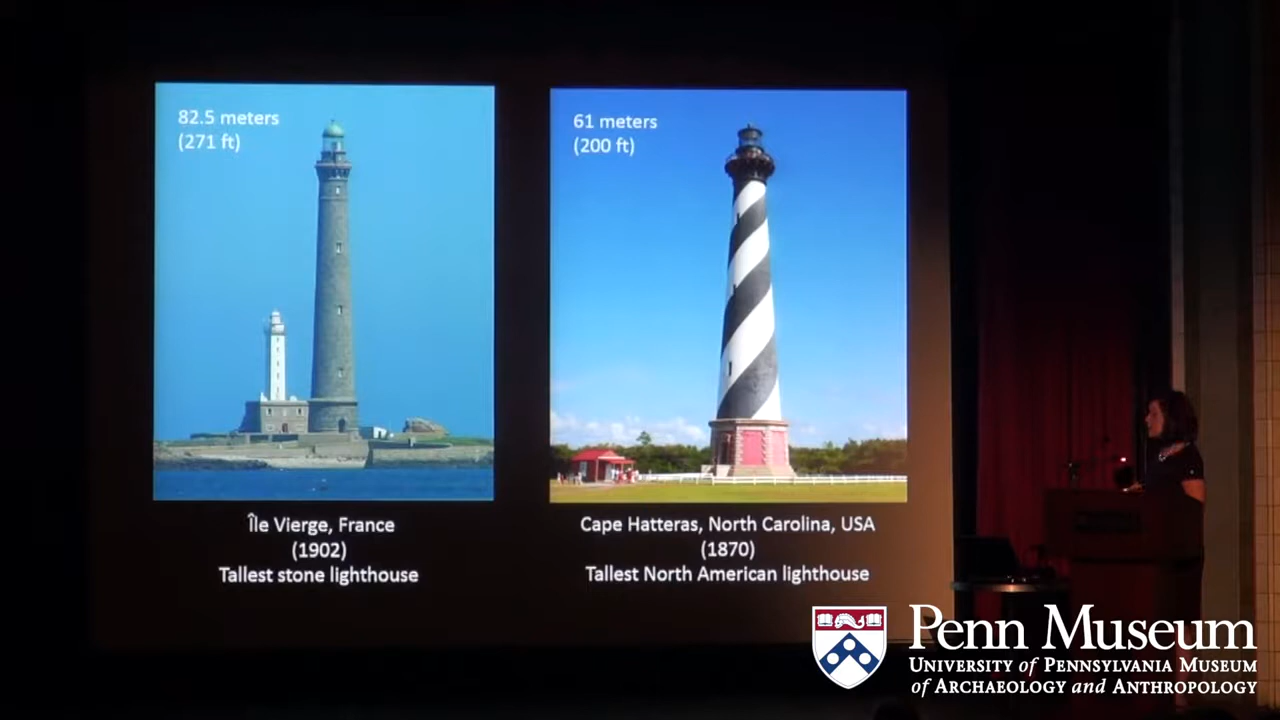 82.5 meters
(271 ft)
Île Vierge, France
(1902)
Tallest stone lighthouse
61 meters
(200 ft)
Cape Hatteras, North Carolina, USA
(1870)
Tallest North American lighthouse
Penn Museum
UNIVERSITY of PENNSYLVANIA MUSEUM
of ARCHAEOLOGY and ANTHROPOLOGY